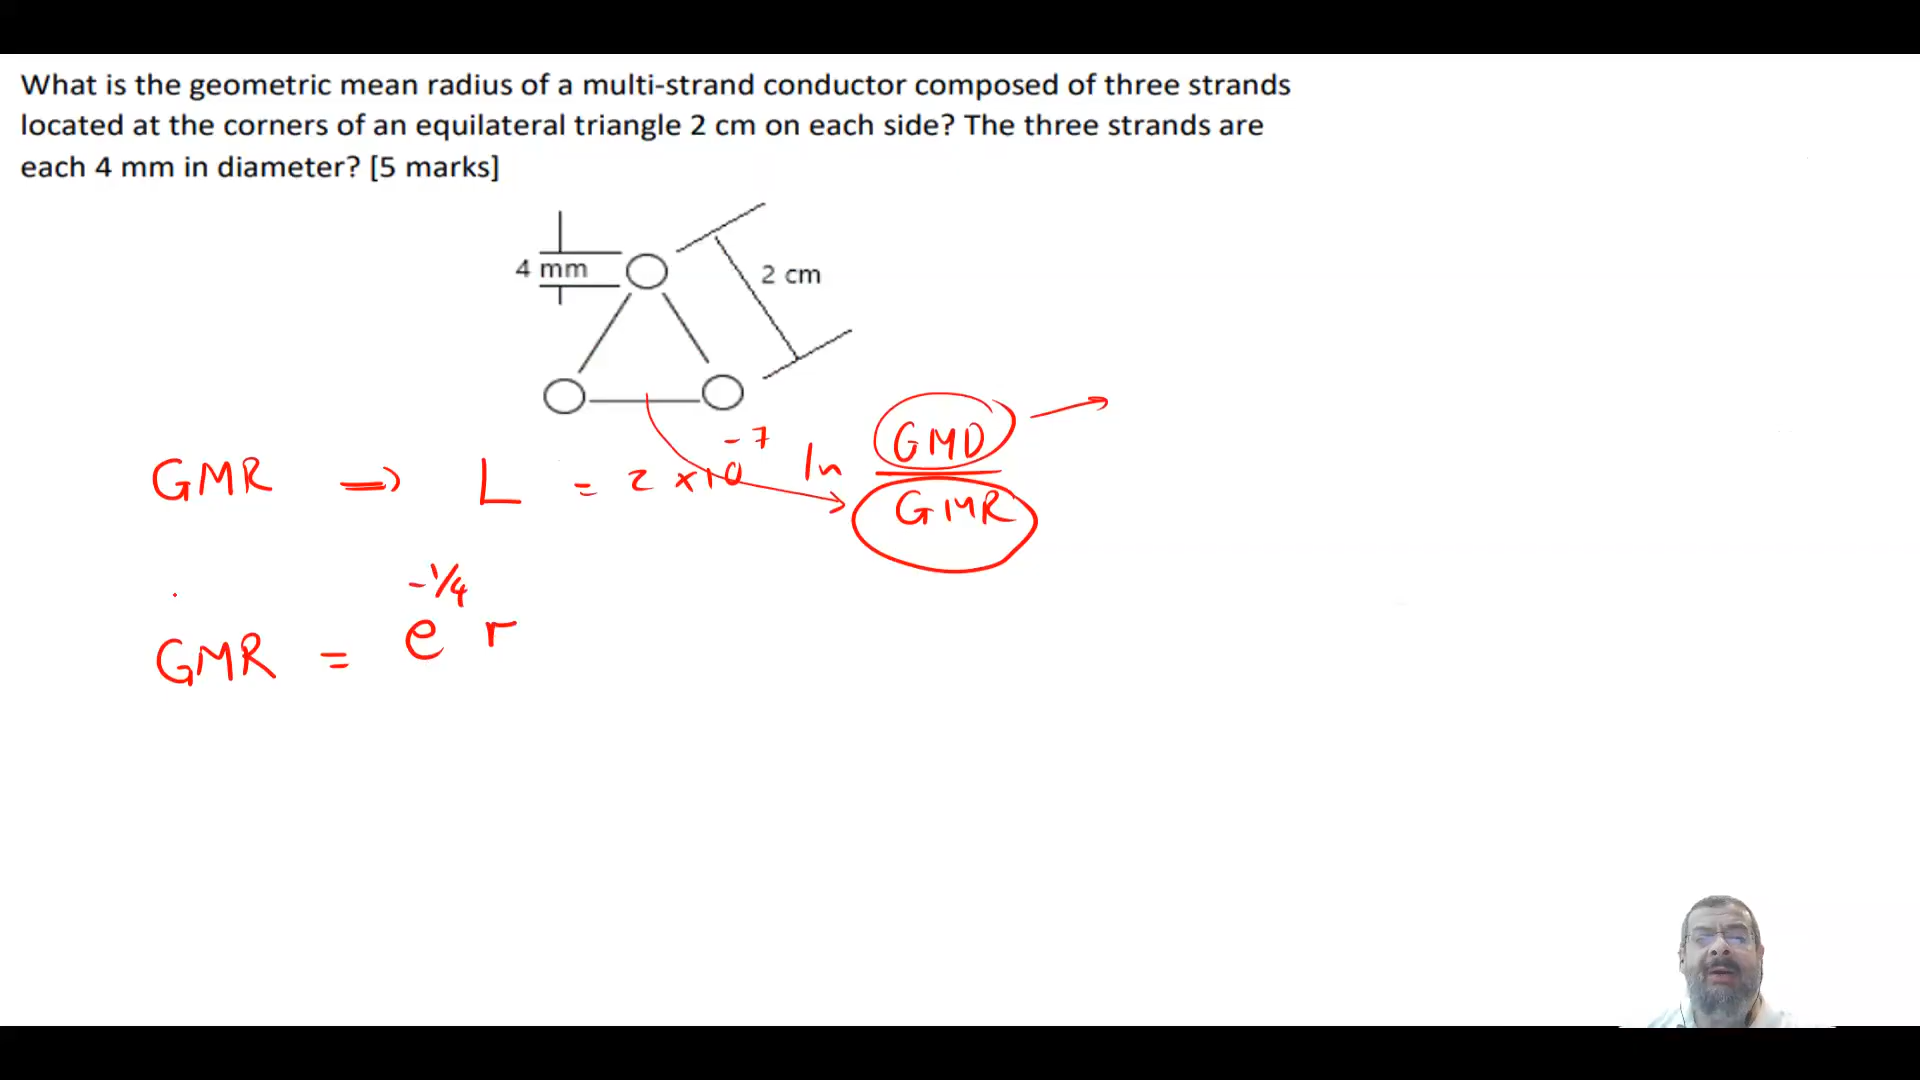 What is the geometric mean radius of a multi-strand conductor composed of three strands
located at the corners of an equilateral triangle 2 cm on each side? The three strands are
each 4 mm in diameter? [5 marks]
4 mm
2 cm
GMR ⇒ L = 2 × 10^-7 ln GMD/GMR
GMR = e^-1/4 r